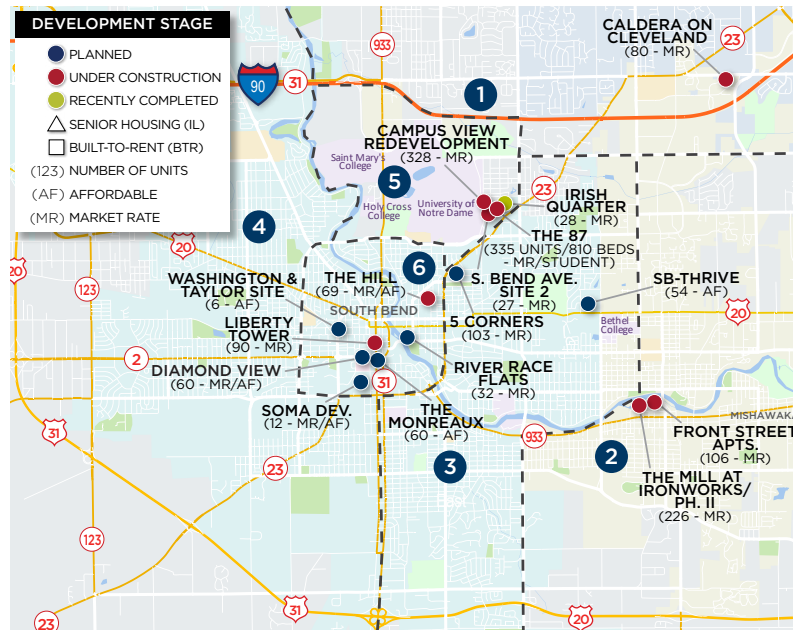 DEVELOPMENT STAGE
PLANNED
UNDER CONSTRUCTION
RECENTLY COMPLETED
SENIOR HOUSING (IL)
BUILT-TO-RENT (BTR)
(123) NUMBER OF UNITS
(AF) AFFORDABLE
(MR) MARKET RATE
933
31
90
CALDERA ON
CLEVELAND
(80 - MR)
23
1
CAMPUS VIEW
REDEVELOPMENT
(328 - MR)
Saint Mary's
College
5
Holy Cross
College
University of
Notre Dame
23
IRISH
QUARTER
(28 - MR)
THE 87
(335 UNITS/810 BEDS
- MR/STUDENT)
S. BEND AVE.
SITE 2
(27 - MR)
4
20
20
123
6
WASHINGTON &
TAYLOR SITE
(6 - AF)
THE HILL
(69 - MR/AF)
SOUTH BEND
SB-THRIVE
(54 - AF)
20
Bethel
College
5 CORNERS
(103 - MR)
LIBERTY
TOWER
(90 - MR)
2
DIAMOND VIEW
(60 - MR/AF)
RIVER RACE
FLATS
(32 - MR)
31
SOMA DEV.
(12 - MR/AF)
THE
MONREAUX
(60 - AF)
MISHAWAKA
31
933
FRONT STREET
APTS.
(106 - MR)
3
2
23
THE MILL AT
IRONWORKS/
PH. II
(226 - MR)
123
31
23
20